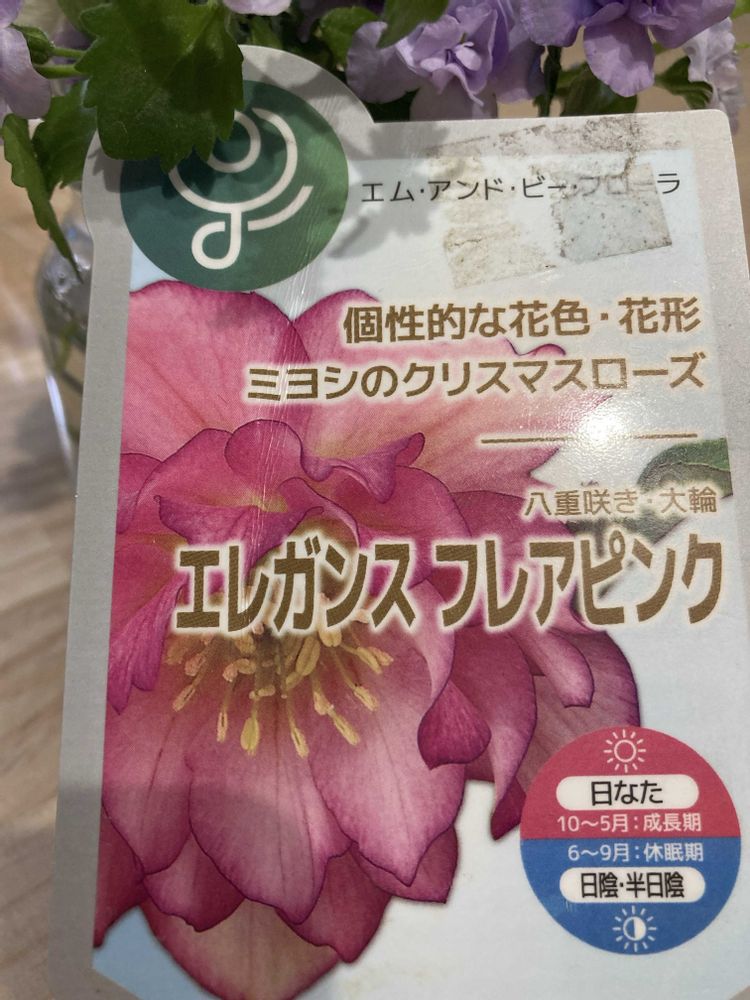 エム・アンド・ビー・フローラ
個性的な花色・花形
ミヨシのクリスマスローズ
八重咲き・大輪
エレガンス フレアピンク
日なた
10〜5月：成長期
6〜9月：休眠期
日陰・半日陰